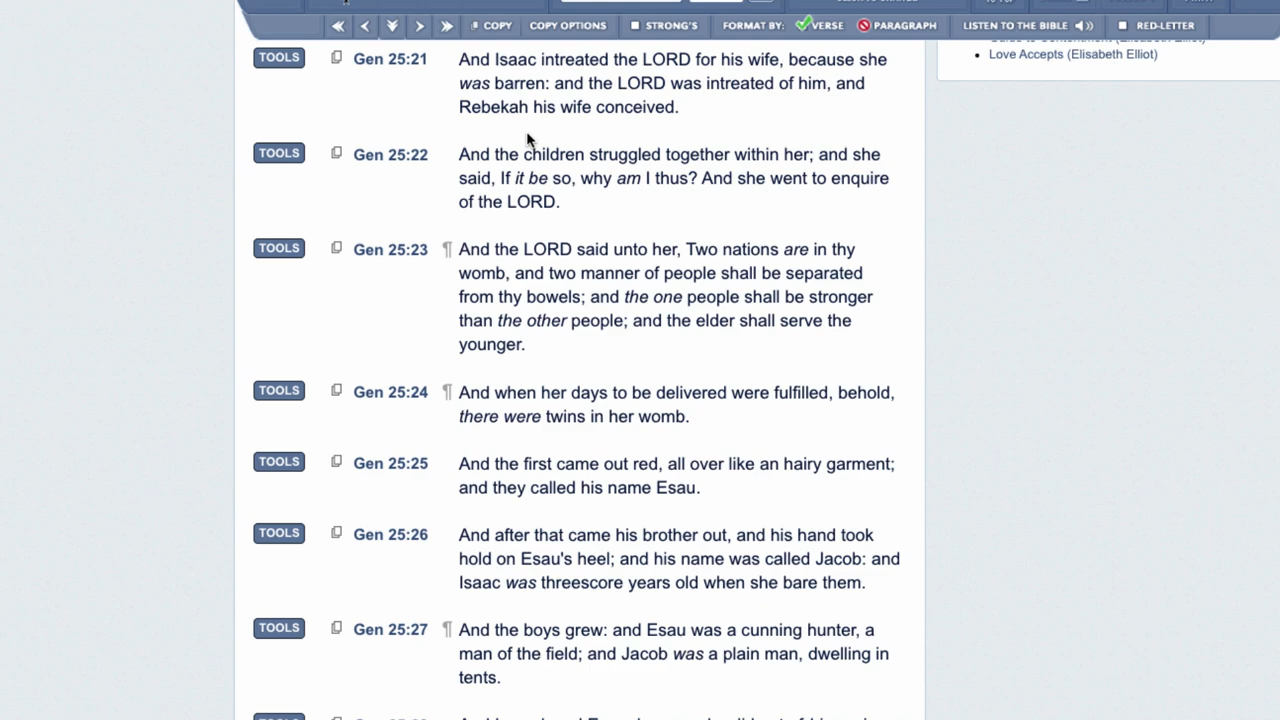 COPY COPY OPTIONS STRONG'S FORMAT BY: VERSE PARAGRAPH LISTEN TO THE BIBLE RED-LETTER
Love Accepts (Elisabeth Elliot)
TOOLS Gen 25:21 And Isaac intreated the LORD for his wife, because she
was barren: and the LORD was intreated of him, and
Rebekah his wife conceived.
TOOLS Gen 25:22 And the children struggled together within her; and she
said, If it be so, why am I thus? And she went to enquire
of the LORD.
TOOLS Gen 25:23 ¶ And the LORD said unto her, Two nations are in thy
womb, and two manner of people shall be separated
from thy bowels; and the one people shall be stronger
than the other people; and the elder shall serve the
younger.
TOOLS Gen 25:24 ¶ And when her days to be delivered were fulfilled, behold,
there were twins in her womb.
TOOLS Gen 25:25 And the first came out red, all over like an hairy garment;
and they called his name Esau.
TOOLS Gen 25:26 And after that came his brother out, and his hand took
hold on Esau's heel; and his name was called Jacob: and
Isaac was threescore years old when she bare them.
TOOLS Gen 25:27 ¶ And the boys grew: and Esau was a cunning hunter, a
man of the field; and Jacob was a plain man, dwelling in
tents.